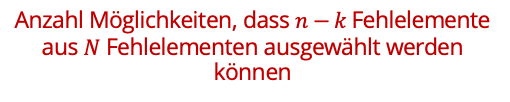 Anzahl Möglichkeiten, dass n − k Fehlelemente
aus N Fehlelementen ausgewählt werden
können